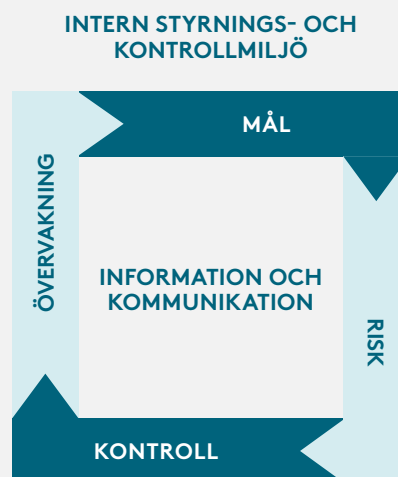 INTERN STYRNINGS- OCH
KONTROLLMILJÖ
MÅL
ÖVERVAKNING
INFORMATION OCH
KOMMUNIKATION
RISK
KONTROLL